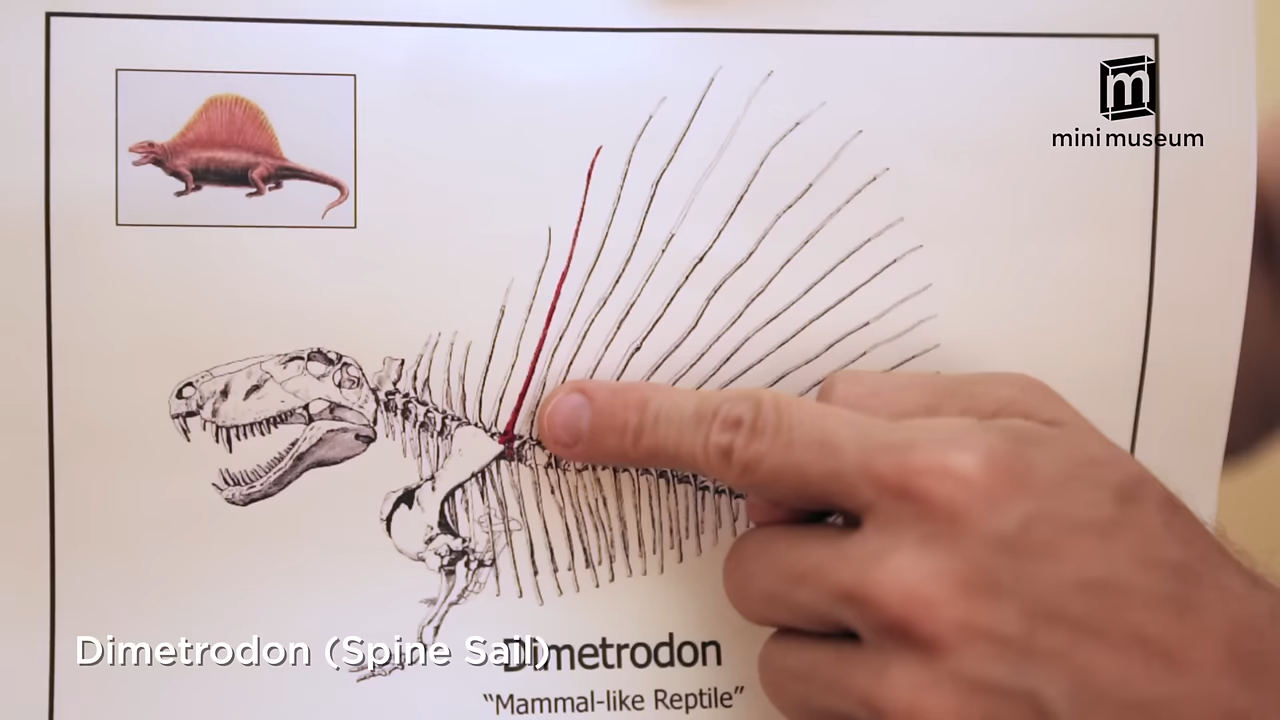 m
mini museum
Dimetrodon (Spine Sail)
Dimetrodon
"Mammal-like Reptile"